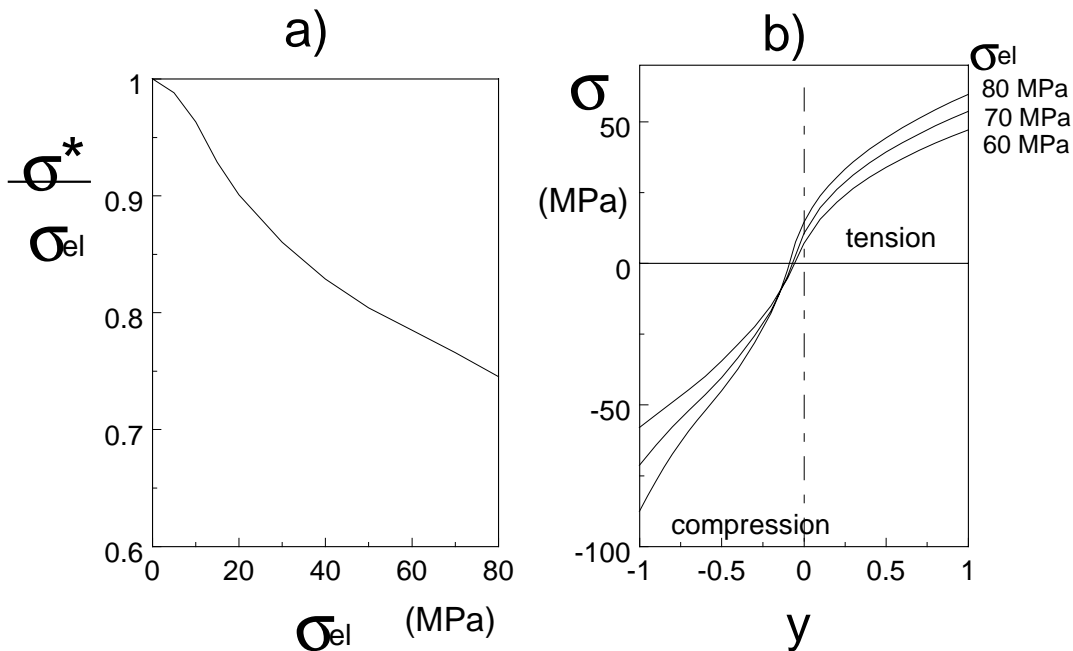 a)
1
0.9
0.8
0.7
0.6
σ*
σel
0 20 40 60 80
σel (MPa)
b)
σ
(MPa)
50
0
-50
-100
σel
80 MPa
70 MPa
60 MPa
tension
compression
-1 -0.5 0 0.5 1
y